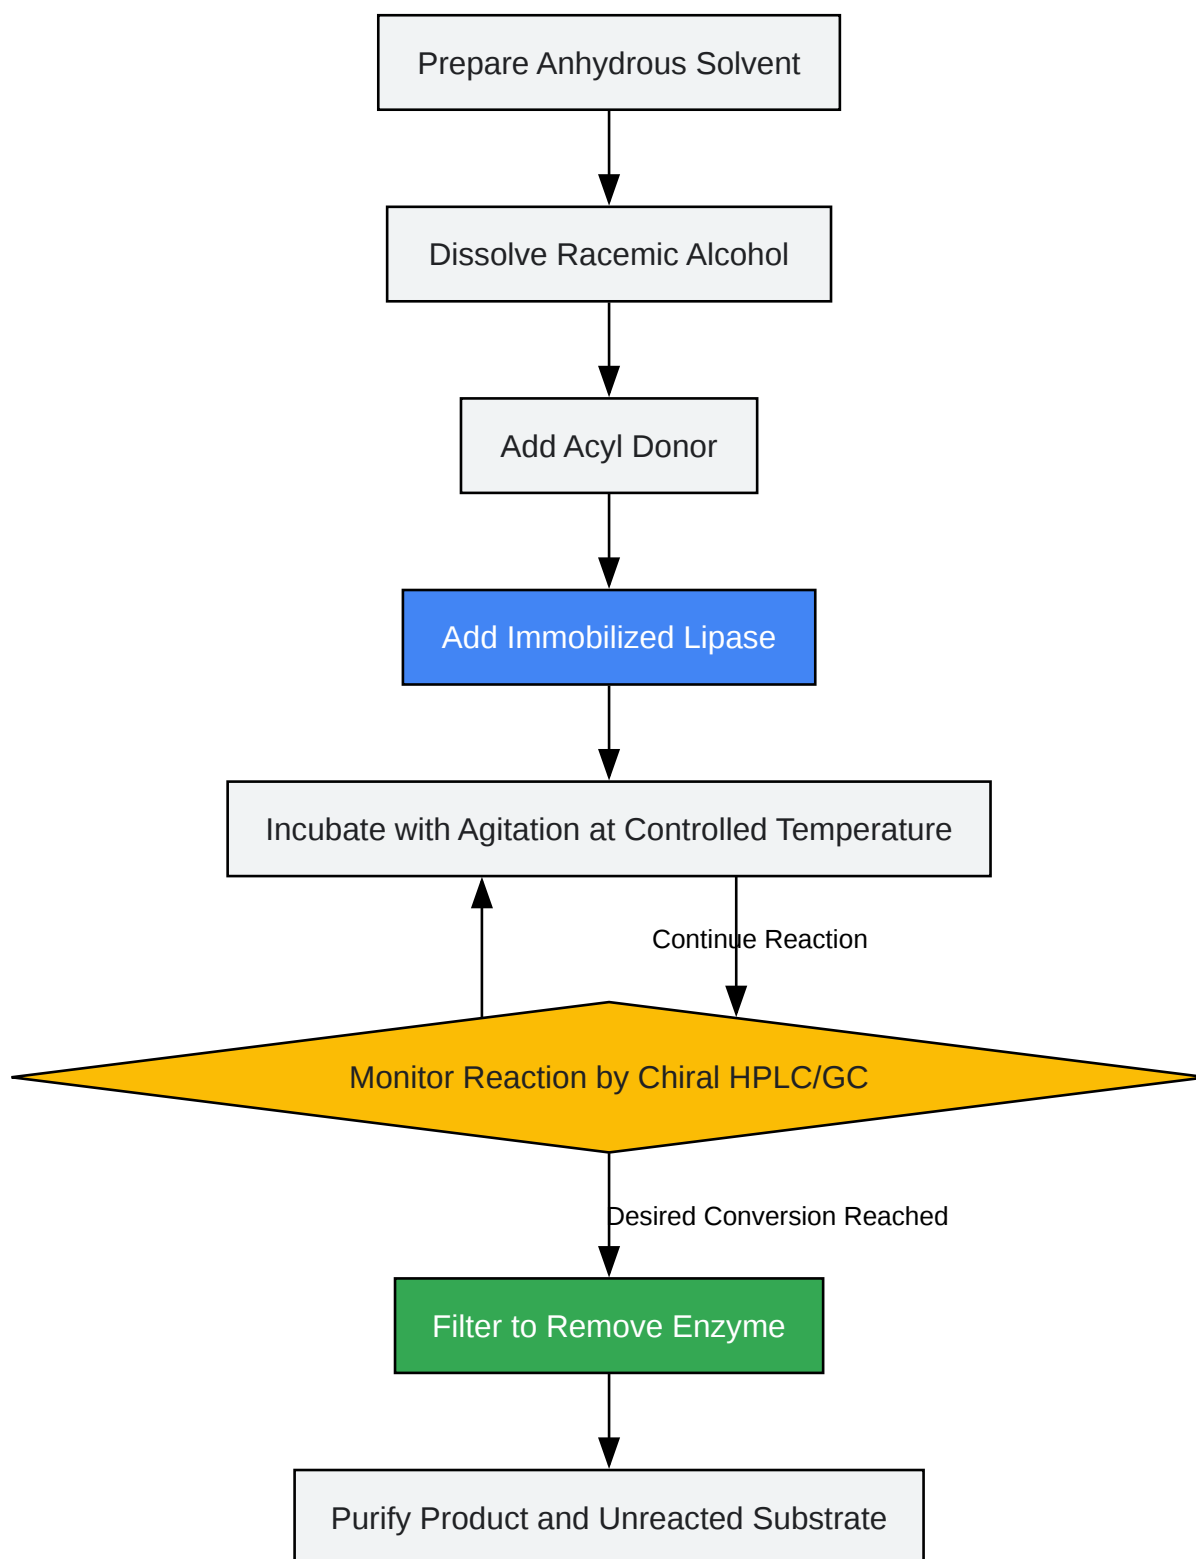 Prepare Anhydrous Solvent
Dissolve Racemic Alcohol
Add Acyl Donor
Add Immobilized Lipase
Incubate with Agitation at Controlled Temperature
Continue Reaction
Monitor Reaction by Chiral HPLC/GC
Desired Conversion Reached
Filter to Remove Enzyme
Purify Product and Unreacted Substrate